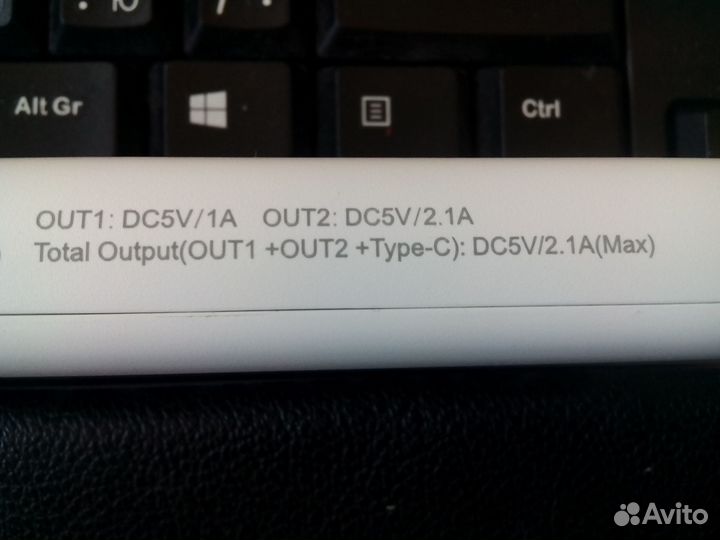 Ю
Alt Gr
Ctrl
OUT1: DC5V/1A OUT2: DC5V/2.1A
Total Output(OUT1 +OUT2 +Type-C): DC5V/2.1A(Max)
Avito